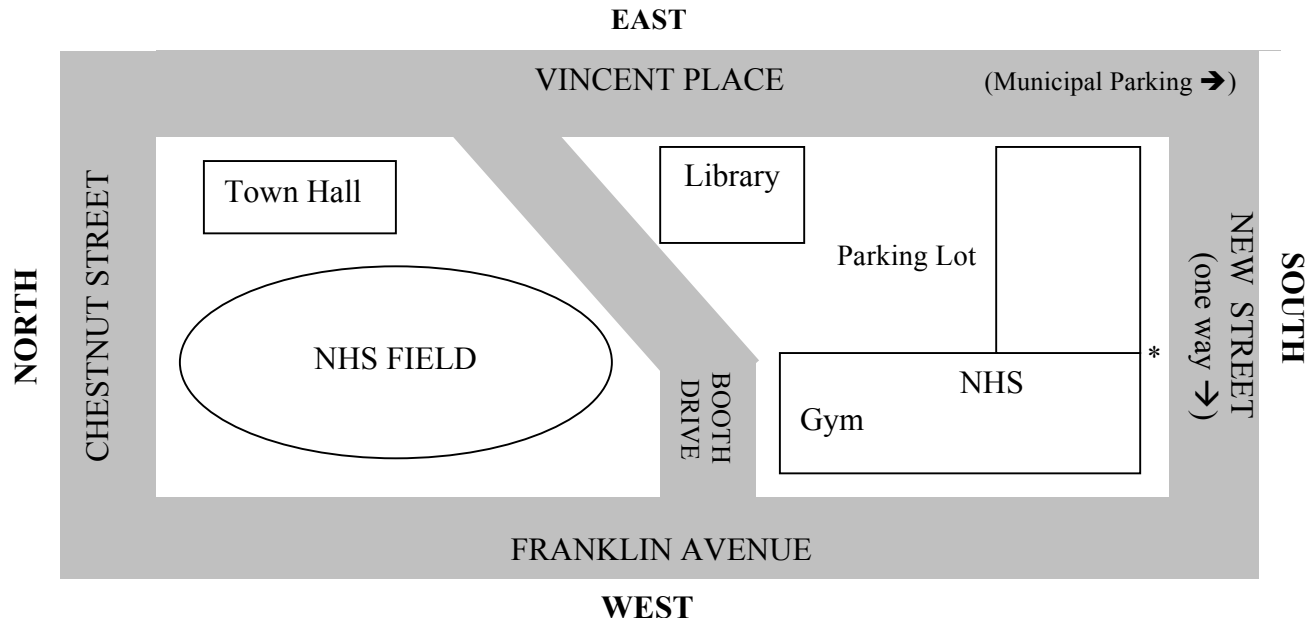 EAST
VINCENT PLACE
(Municipal Parking ➔)
Town Hall
Library
CHESTNUT STREET
NORTH
Parking Lot
NEW STREET
(one way →)
SOUTH
NHS FIELD
*
NHS
BOOTH
DRIVE
Gym
FRANKLIN AVENUE
WEST